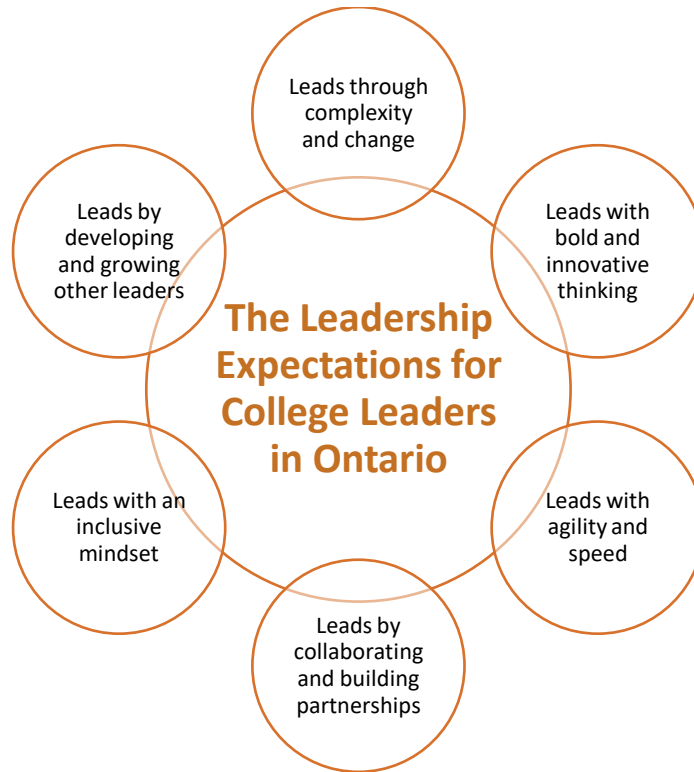 Leads through
complexity
and change
Leads by
developing
and growing
other leaders
Leads with
bold and
innovative
thinking
The Leadership
Expectations for
College Leaders
in Ontario
Leads with an
inclusive
mindset
Leads with
agility and
speed
Leads by
collaborating
and building
partnerships